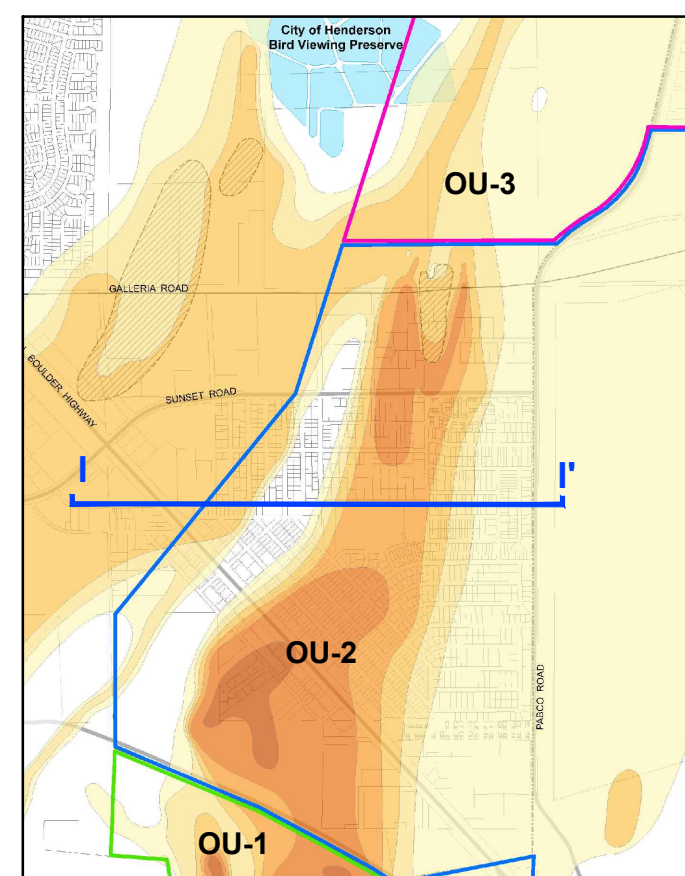 City of Henderson
Bird Viewing Preserve
OU-3
GALLERIA ROAD
BOULDER HIGHWAY
SUNSET ROAD
I
I'
OU-2
PABCO ROAD
OU-1